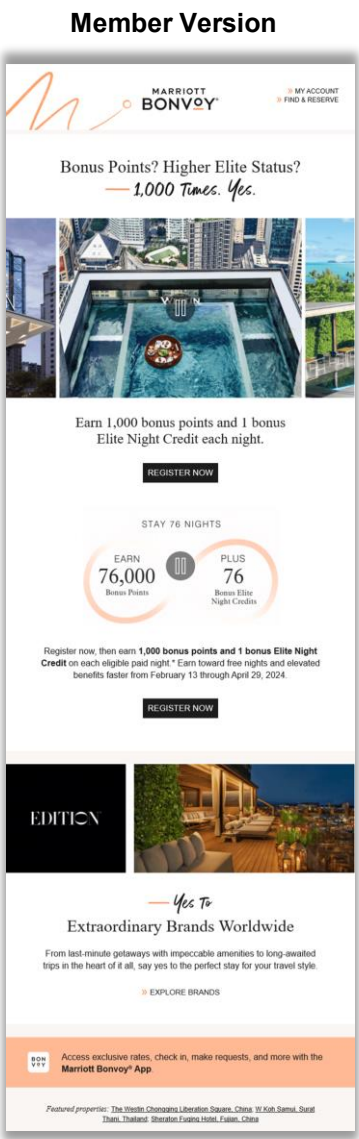 Member Version
MARRIOTT
BONVOY®
» MY ACCOUNT
» FIND & RESERVE
Bonus Points? Higher Elite Status?
— 1,000 Times. Yes.
Earn 1,000 bonus points and 1 bonus
Elite Night Credit each night.
REGISTER NOW
STAY 76 NIGHTS
EARN
76,000
Bonus Points
PLUS
76
Bonus Elite
Night Credits
Register now, then earn 1,000 bonus points and 1 bonus Elite Night
Credit on each eligible paid night.* Earn toward free nights and elevated
benefits faster from February 13 through April 29, 2024.
REGISTER NOW
EDITION
— Yes To
Extraordinary Brands Worldwide
From last-minute getaways with impeccable amenities to long-awaited
trips in the heart of it all, say yes to the perfect stay for your travel style.
» EXPLORE BRANDS
BON
VOY
Access exclusive rates, check in, make requests, and more with the
Marriott Bonvoy® App.
Featured properties: The Westin Chongqing Liberation Square, China; W Koh Samui, Surat
Thani, Thailand; Sheraton Fuqing Hotel, Fujian, China